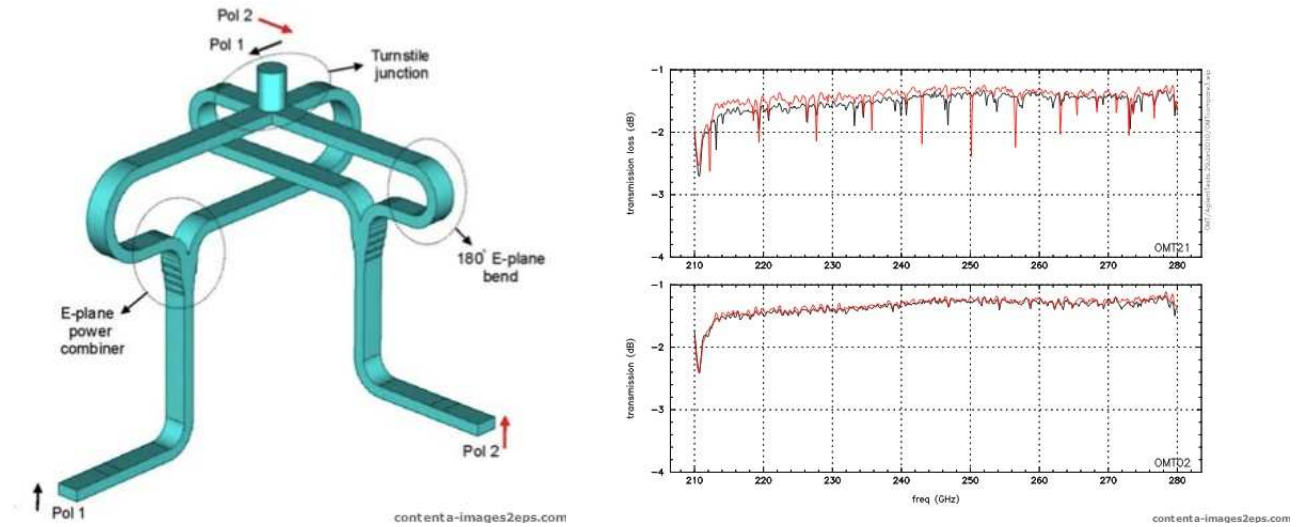 Pol 2
Pol 1
Turnstile
junction
180° E-plane
bend
E-plane
power
combiner
Pol 2
Pol 1
contenta-images2eps.com
-1
-2
-3
-4
transmission loss (dB)
210
220
230
240
250
260
270
280
OMT21
-1
-2
-3
-4
transmission (dB)
210
220
230
240
250
260
270
280
OMT02
freq (GHz)
contenta-images2eps.com